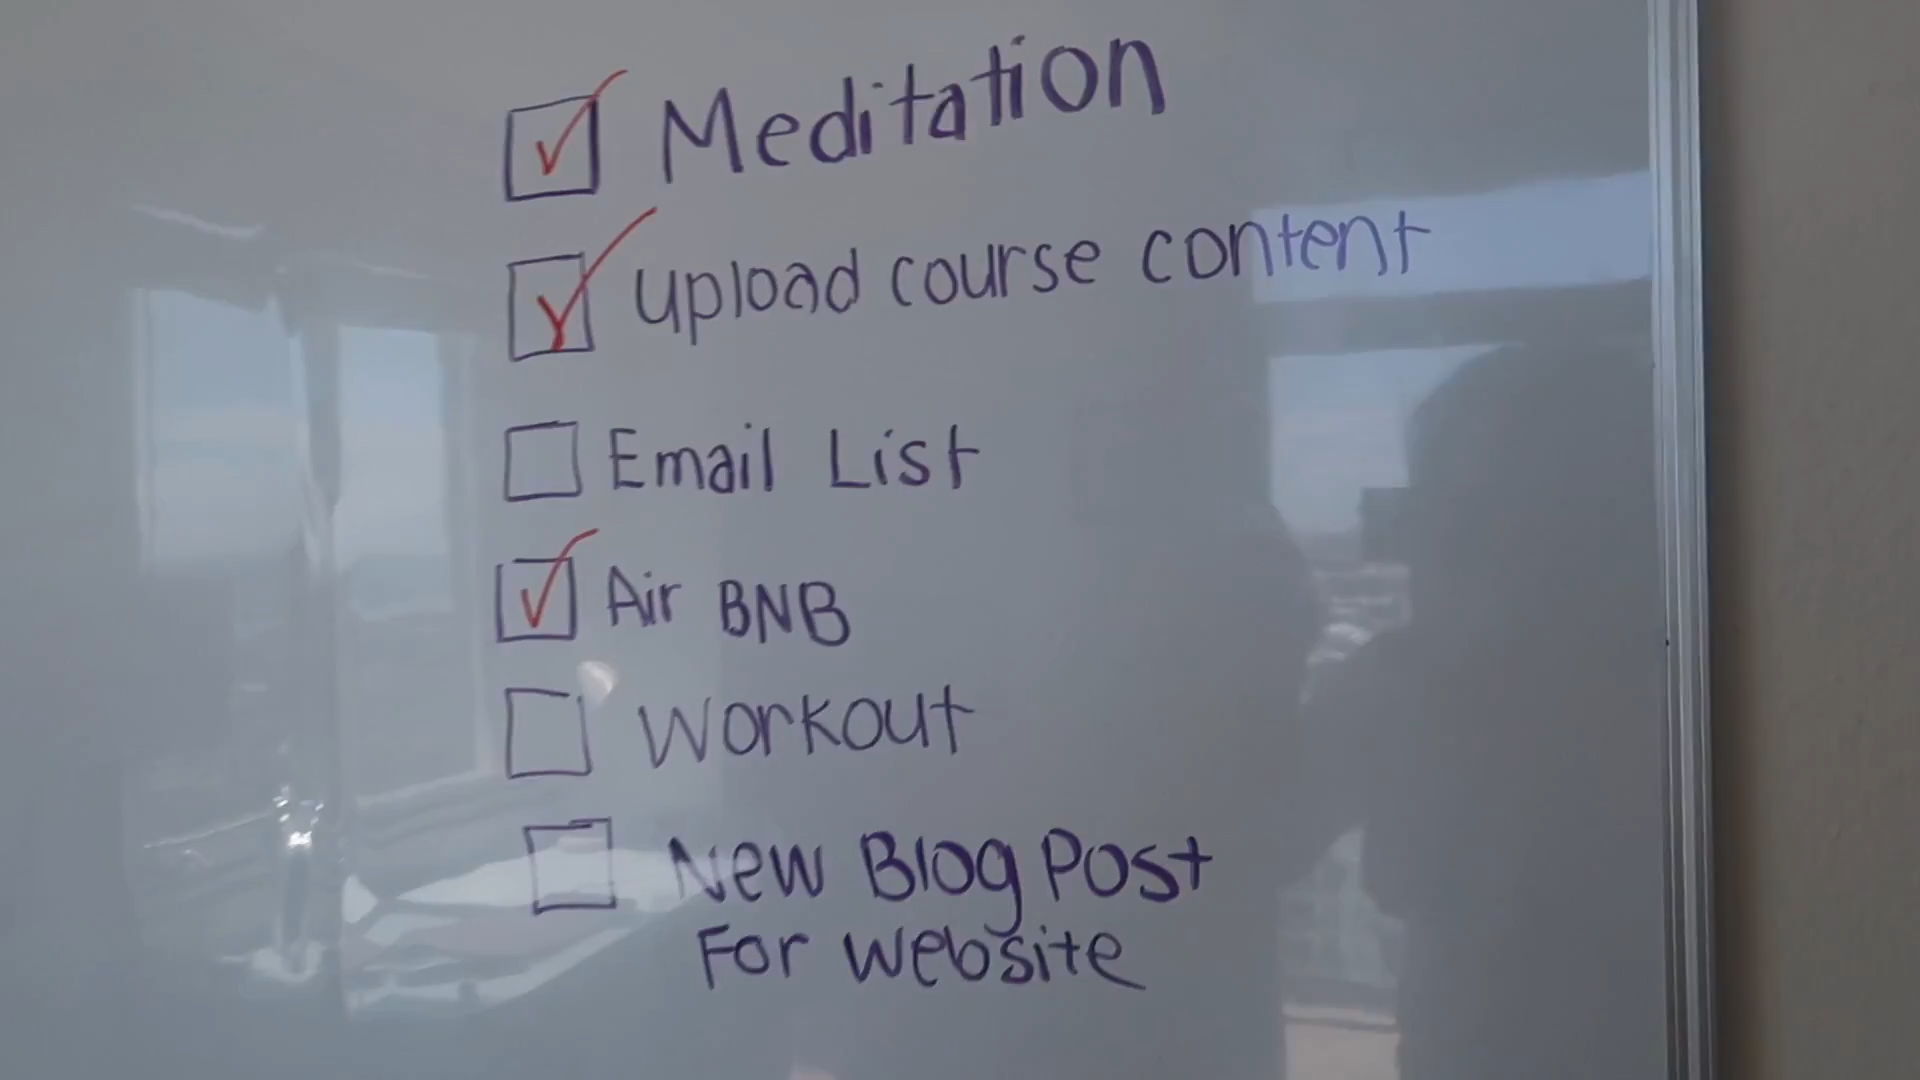 Meditation
upload course content
Email List
Air BNB
Workout
New Blog Post
For website